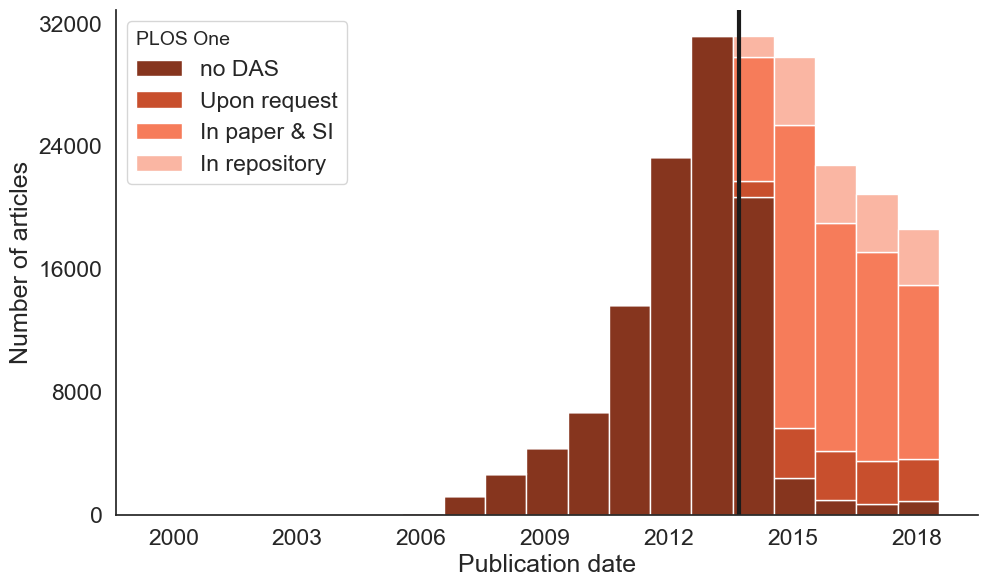 PLOS One
no DAS
Upon request
In paper & SI
In repository
32000
24000
16000
8000
0
Number of articles
2000 2003 2006 2009 2012 2015 2018
Publication date